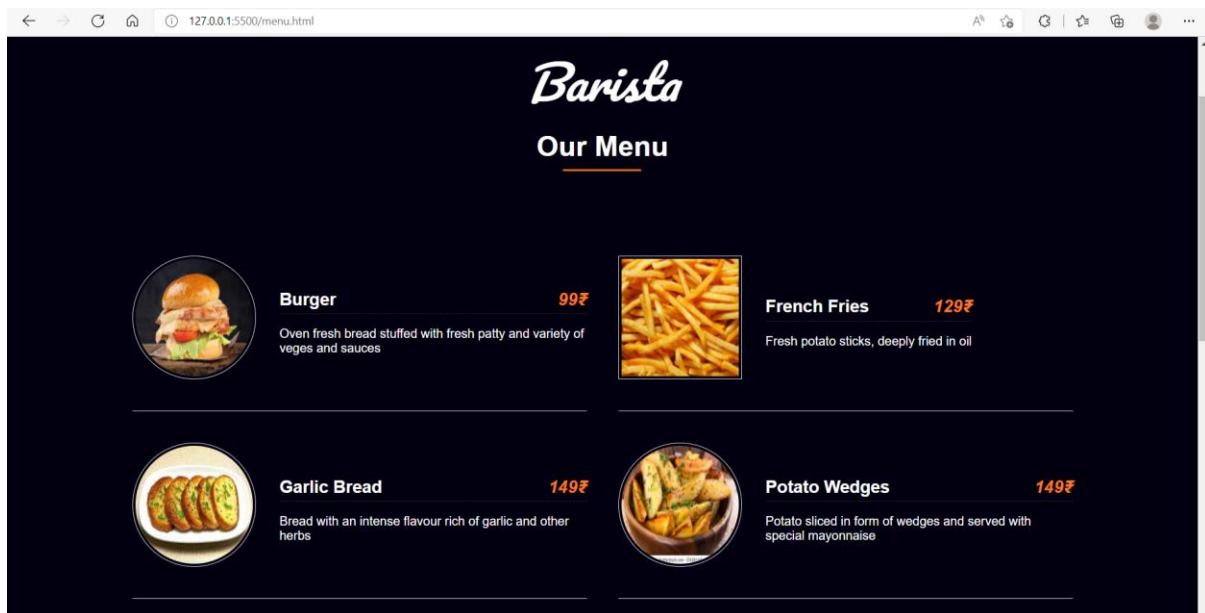 127.0.0.1:5500/menu.html
Barista
Our Menu
Burger 99₹
Oven fresh bread stuffed with fresh patty and variety of
veges and sauces
French Fries 129₹
Fresh potato sticks, deeply fried in oil
Garlic Bread 149₹
Bread with an intense flavour rich of garlic and other
herbs
Potato Wedges 149₹
Potato sliced in form of wedges and served with
special mayonnaise